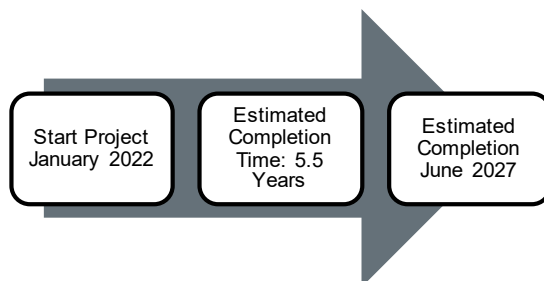 Start Project
January 2022
Estimated
Completion
Time: 5.5
Years
Estimated
Completion
June 2027